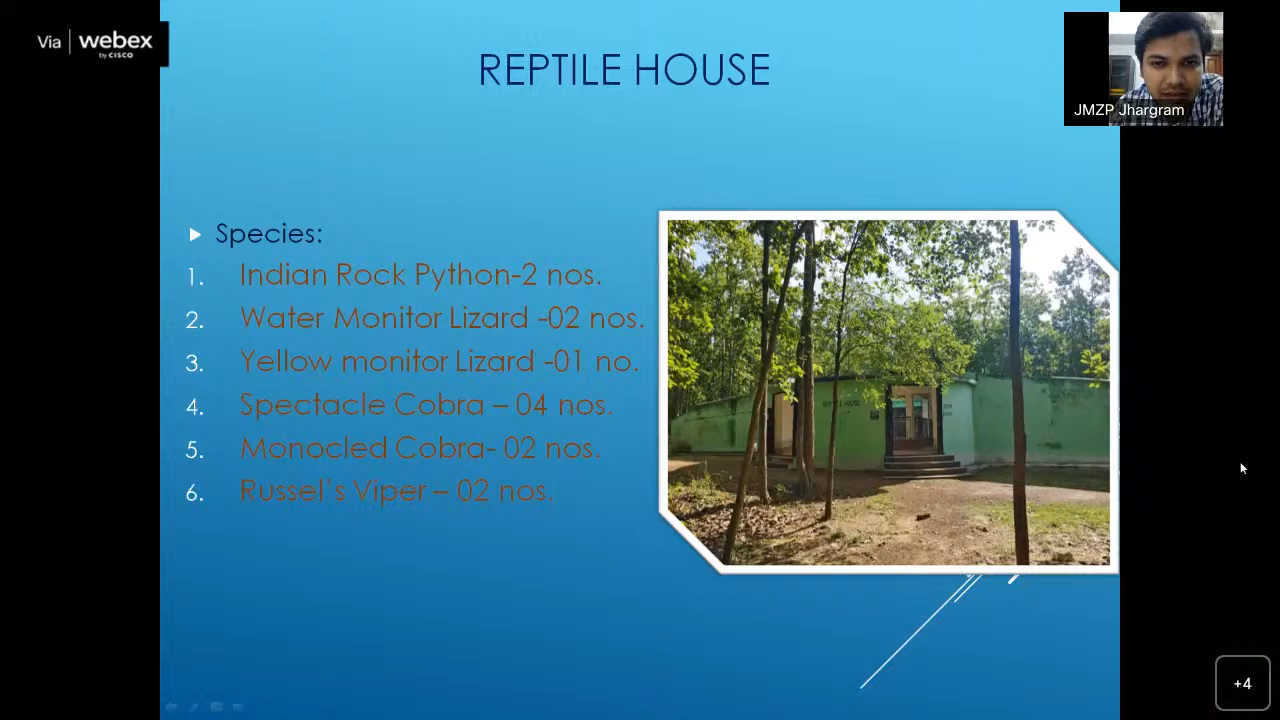 Via | webex
by CISCO
REPTILE HOUSE
JMZP Jhargram
Species:
1. Indian Rock Python-2 nos.
2. Water Monitor Lizard -02 nos.
3. Yellow monitor Lizard -01 no.
4. Spectacle Cobra – 04 nos.
5. Monocled Cobra- 02 nos.
6. Russel's Viper – 02 nos.
REPTILE HOUSE
+4